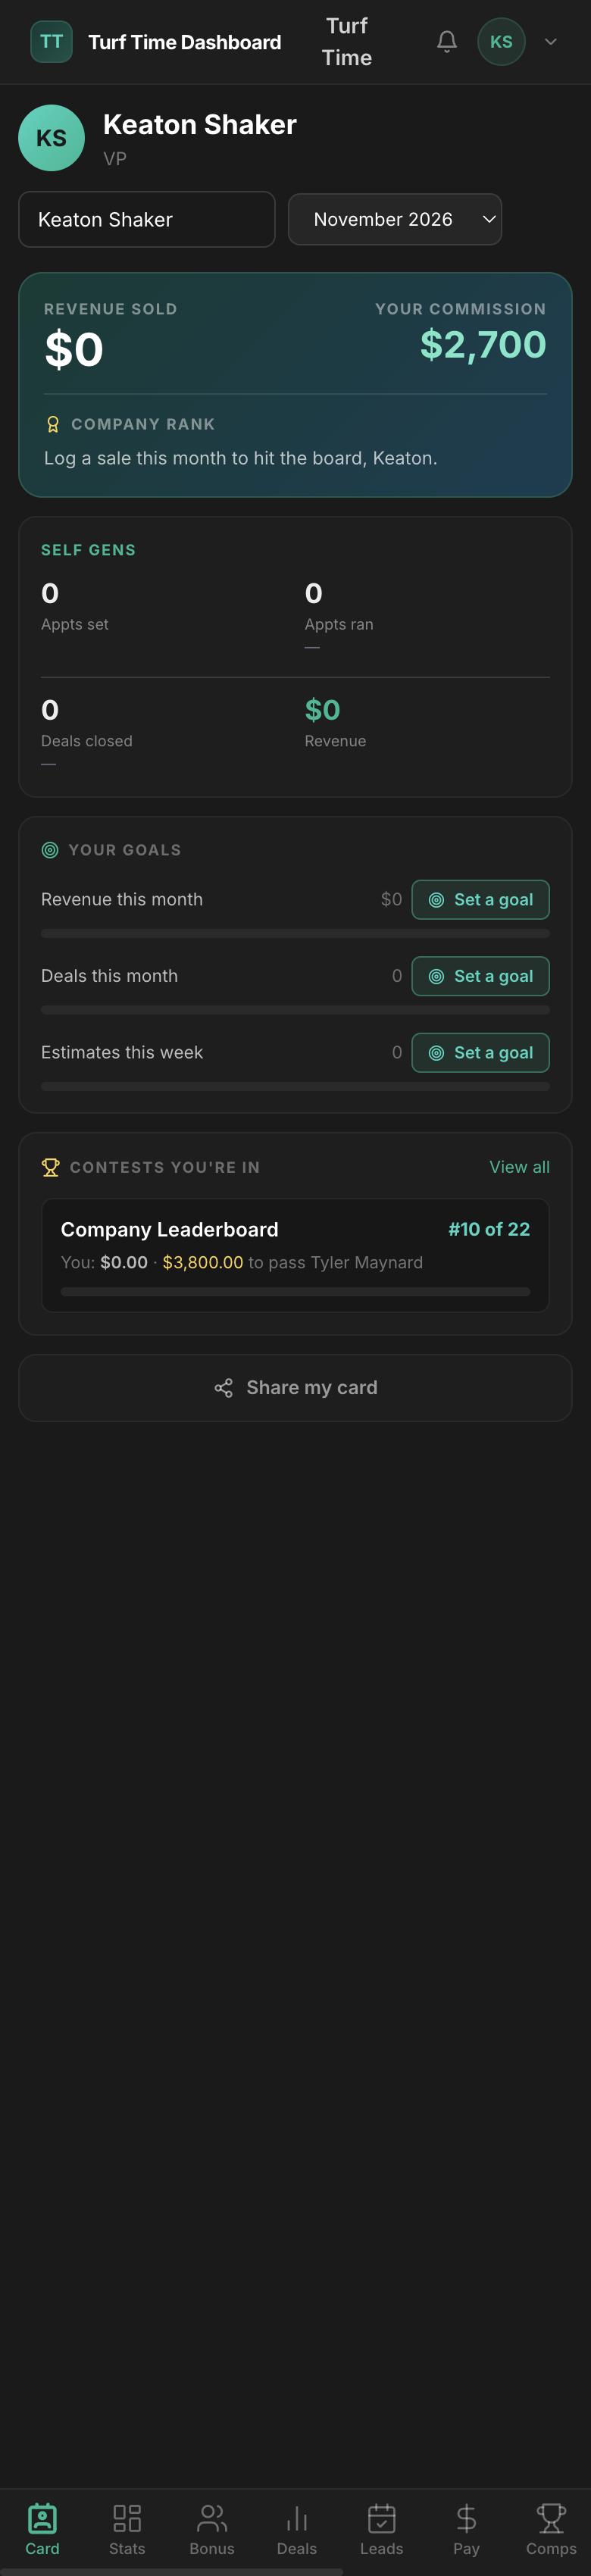 TT Turf Time Dashboard
Turf
Time
KS
KS
Keaton Shaker
VP
Keaton Shaker
November 2026
REVENUE SOLD
YOUR COMMISSION
$0
$2,700
COMPANY RANK
Log a sale this month to hit the board, Keaton.
SELF GENS
0
0
Appts set
Appts ran
—
0
$0
Deals closed
Revenue
—
YOUR GOALS
Revenue this month $0 Set a goal
Deals this month 0 Set a goal
Estimates this week 0 Set a goal
CONTESTS YOU'RE IN View all
Company Leaderboard #10 of 22
You: $0.00 · $3,800.00 to pass Tyler Maynard
Share my card
Card Stats Bonus Deals Leads Pay Comps